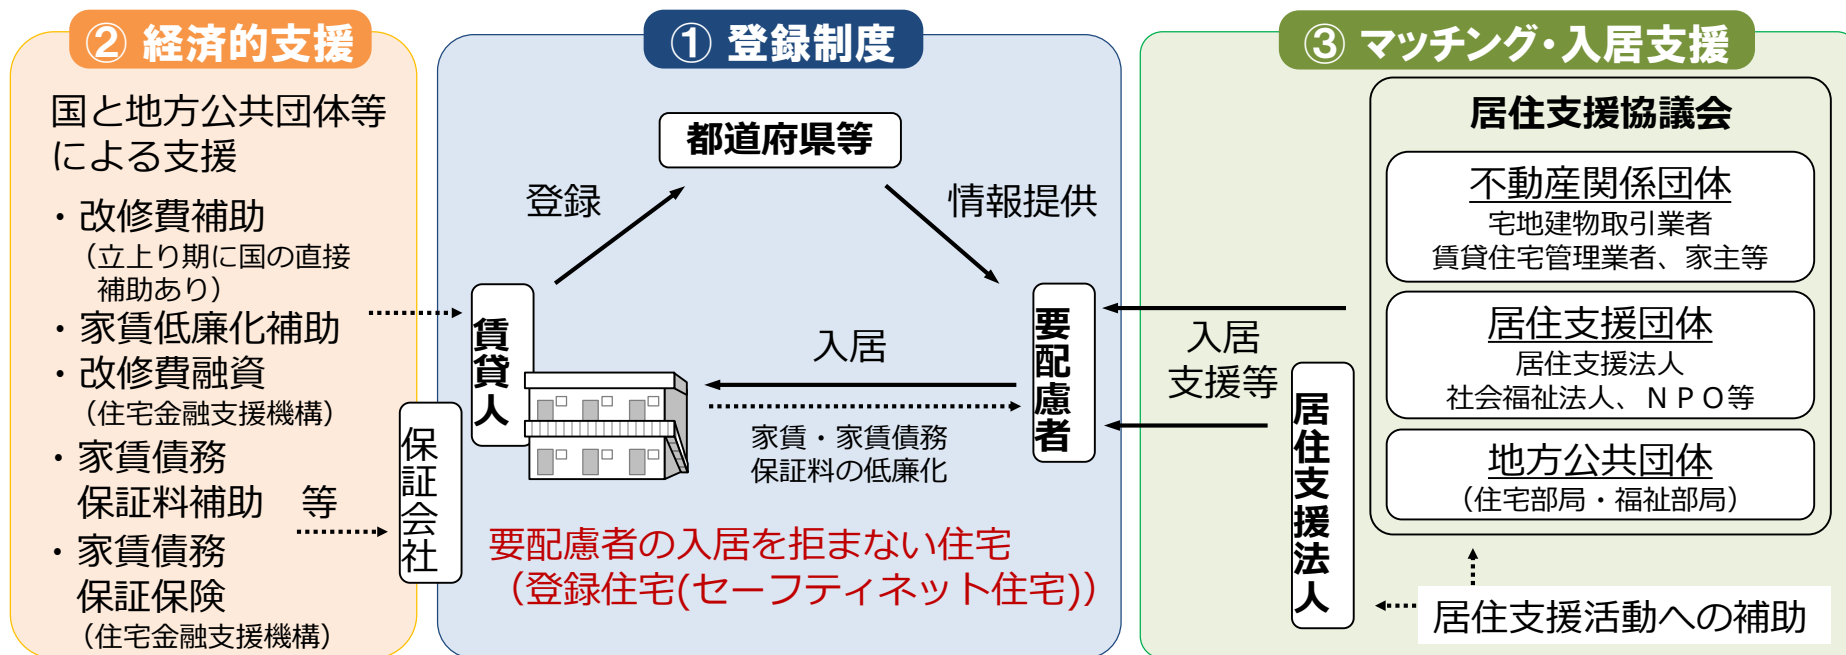 ② 経済的支援
国と地方公共団体等
による支援
・改修費補助
（立上り期に国の直接
補助あり）
・家賃低廉化補助
・改修費融資
（住宅金融支援機構）
・家賃債務
保証料補助　等
・家賃債務
保証保険
（住宅金融支援機構）
① 登録制度
都道府県等
登録
情報提供
賃貸人
保証会社
入居
家賃・家賃債務
保証料の低廉化
要配慮者
要配慮者の入居を拒まない住宅
（登録住宅(セーフティネット住宅)）
③ マッチング・入居支援
入居
支援等
居住支援法人
居住支援協議会
不動産関係団体
宅地建物取引業者
賃貸住宅管理業者、家主等
居住支援団体
居住支援法人
社会福祉法人、ＮＰＯ等
地方公共団体
（住宅部局・福祉部局）
居住支援活動への補助